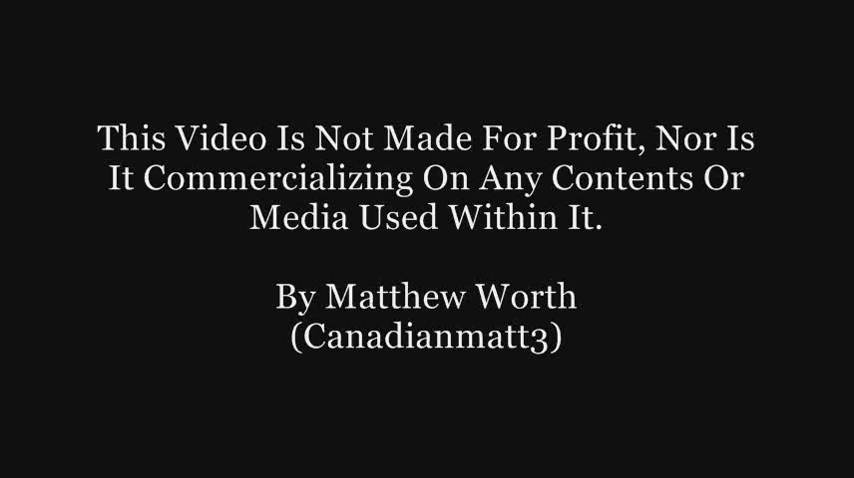 This Video Is Not Made For Profit, Nor Is
It Commercializing On Any Contents Or
Media Used Within It.
By Matthew Worth
(Canadianmatt3)